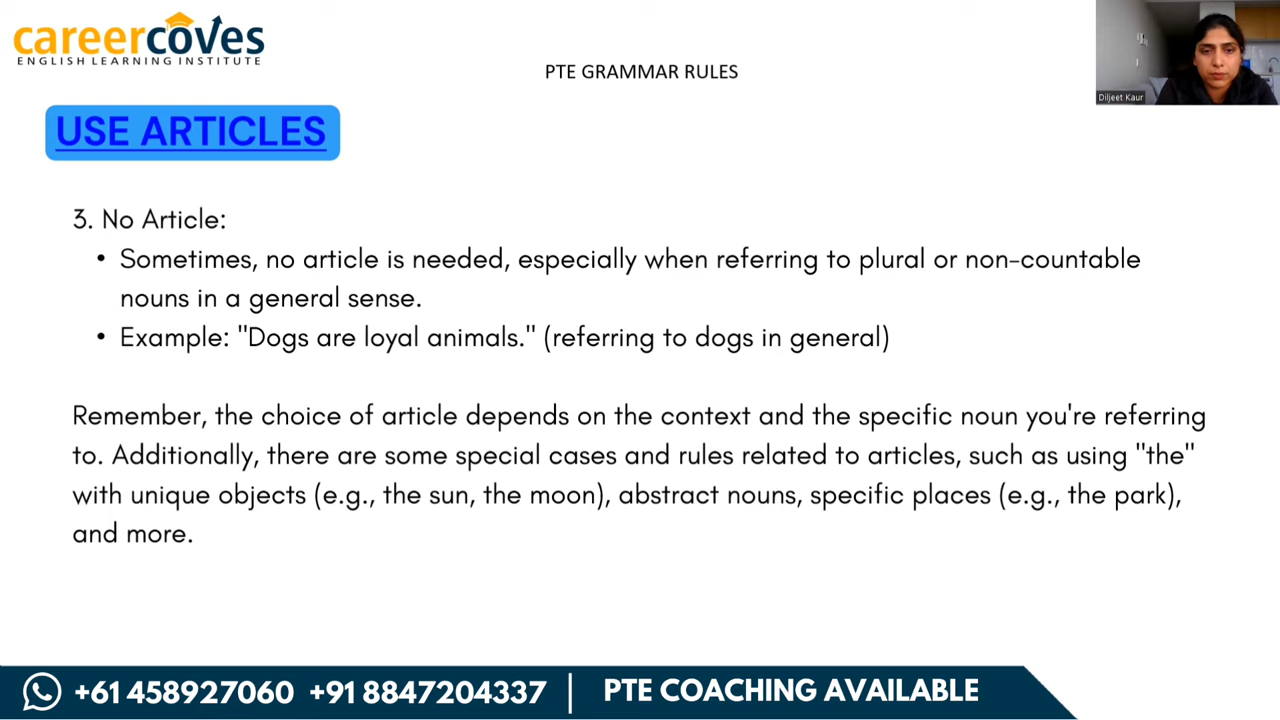 careercoves
ENGLISH LEARNING INSTITUTE
PTE GRAMMAR RULES
Diljeet Kaur
USE ARTICLES
3. No Article:
• Sometimes, no article is needed, especially when referring to plural or non-countable
nouns in a general sense.
• Example: "Dogs are loyal animals." (referring to dogs in general)
Remember, the choice of article depends on the context and the specific noun you're referring
to. Additionally, there are some special cases and rules related to articles, such as using "the"
with unique objects (e.g., the sun, the moon), abstract nouns, specific places (e.g., the park),
and more.
+61 458927060 +91 8847204337 | PTE COACHING AVAILABLE